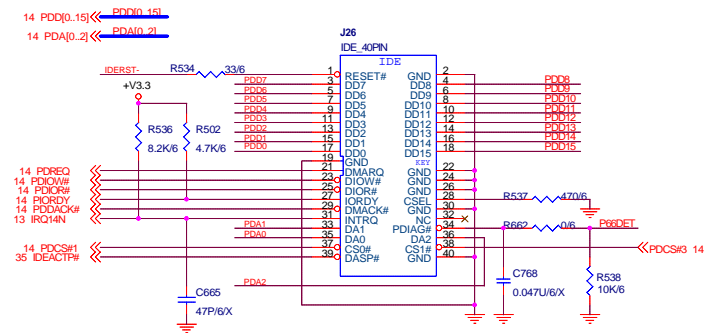 14 PDD[0..15] PDD[0..15]
14 PDA[0..2] PDA[0..2]
J26
IDE_40PIN
IDE
IDERST- R534 33/6 1 RESET# GND 2
PDD7 3 DD7 DD8 4 PDD8
PDD6 5 DD6 DD9 6 PDD9
PDD5 7 DD5 DD10 8 PDD10
PDD4 9 DD4 DD11 10 PDD11
PDD3 11 DD3 DD12 12 PDD12
PDD2 13 DD2 DD13 14 PDD13
PDD1 15 DD1 DD14 16 PDD14
PDD0 17 DD0 DD15 18 PDD15
+V3.3
R536 R502
8.2K/6 4.7K/6
19 GND KEY
14 PDREQ 21 DMARQ GND 22
14 PDIOW# 23 DIOW# GND 24
14 PDIOR# 25 DIOR# GND 26
14 PIORDY 27 IORDY CSEL 28 R537 470/6
14 PDDACK# 29 DMACK# GND 30
13 IRQ14N 31 INTRQ NC 32
PDA1 33 DA1 PDIAG# 34 R662 0/6 P66DET
PDA0 35 DA0 DA2 36
14 PDCS#1 37 CS0# CS1# 38 PDCS#3 14
35 IDEACTP# 39 DASP# GND 40
PDA2
C665
47P/6/X
C768
0.047U/6/X
R538
10K/6